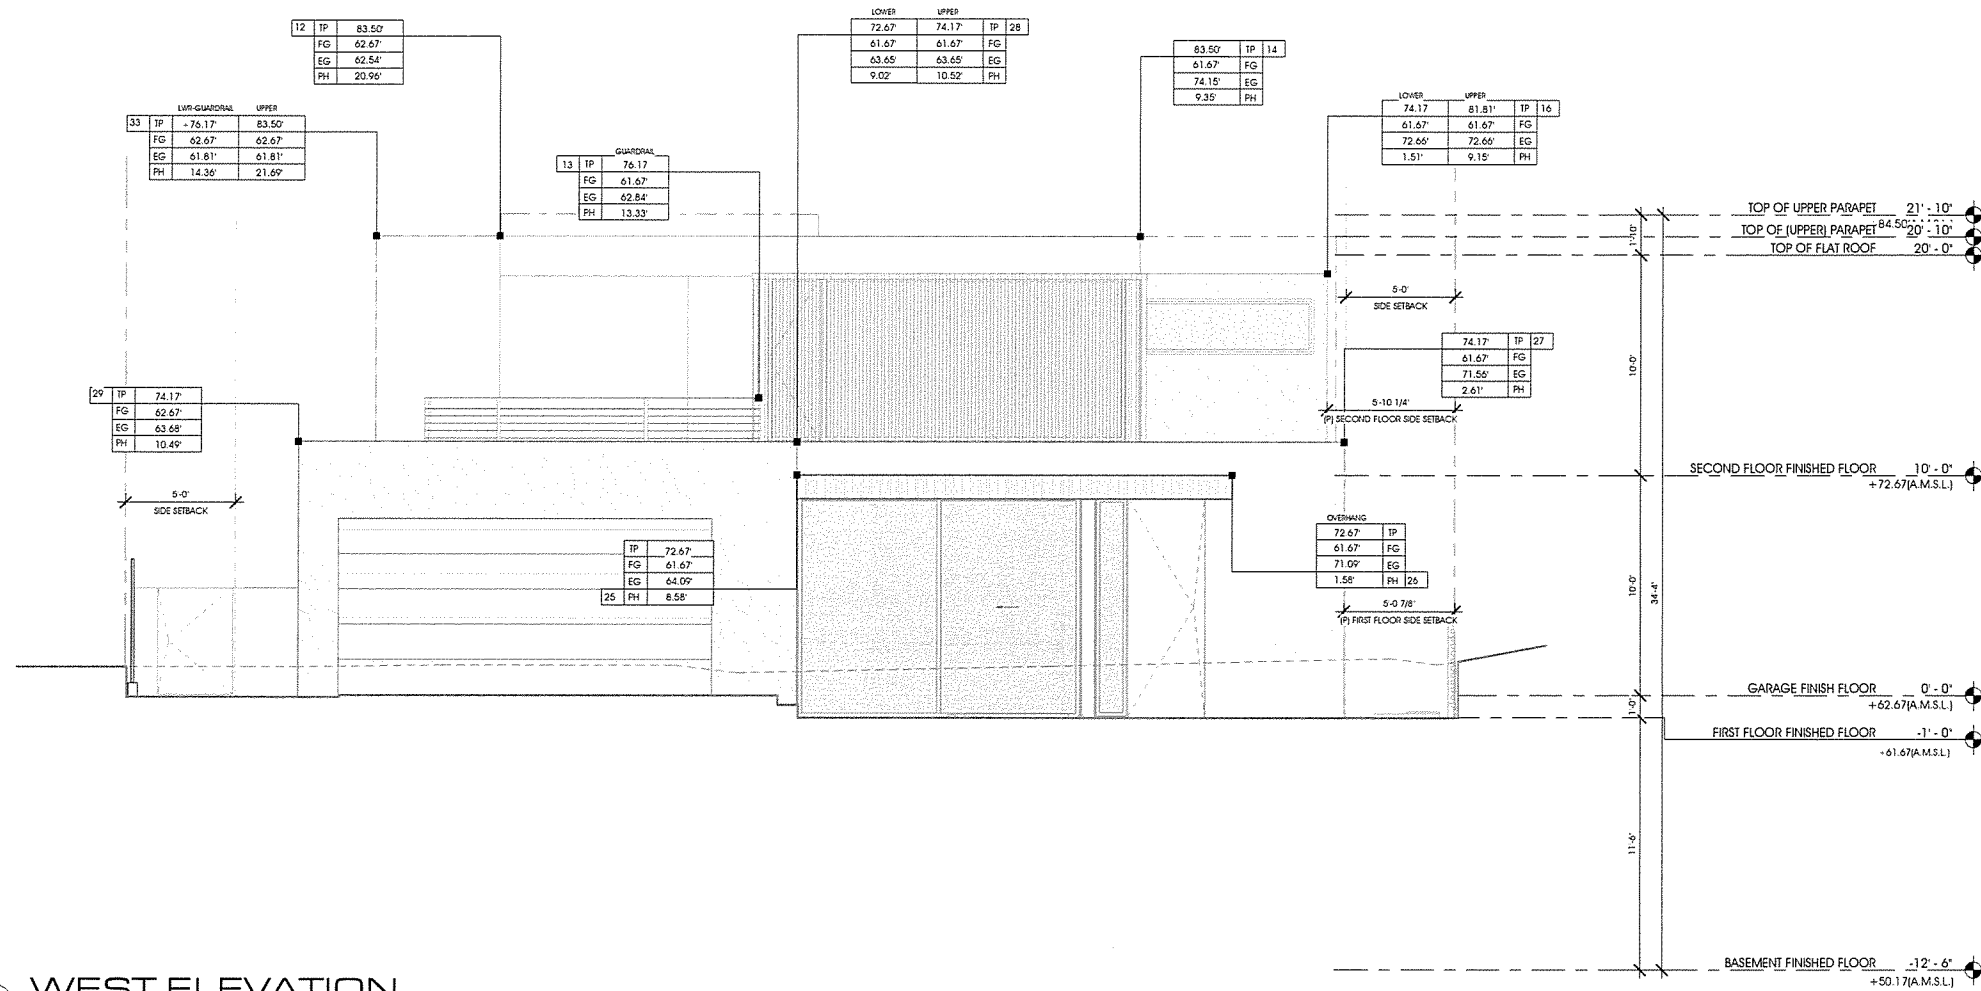 12 TP 83.50'
FG 62.67'
EG 62.54'
PH 20.96'
LOWER UPPER
72.67' 74.17' TP 28
61.67' 61.67' FG
63.65' 63.65' EG
9.02' 10.52' PH
83.50' TP 14
61.67' FG
74.15' EG
9.35' PH
LOWER UPPER
74.17 81.81' TP 16
61.67' 61.67' FG
72.66' 72.66' EG
1.51' 9.15' PH
LWR-GUARDRAIL UPPER
33 TP +76.17' 83.50'
FG 62.67' 62.67'
EG 61.81' 61.81'
PH 14.36' 21.69'
GUARDRAIL
13 TP 76.17
FG 61.67'
EG 62.84'
PH 13.33'
TOP OF UPPER PARAPET 21' - 10"
84.50'
TOP OF (UPPER) PARAPET 20' - 10"
TOP OF FLAT ROOF 20' - 0"
1'-10"
5'-0"
SIDE SETBACK
74.17' TP 27
61.67' FG
71.56' EG
2.61' PH
10'-0"
29 TP 74.17'
FG 62.67'
EG 63.68'
PH 10.49'
5'-10 1/4"
(P) SECOND FLOOR SIDE SETBACK
SECOND FLOOR FINISHED FLOOR 10' - 0"
+72.67(A.M.S.L.)
5'-0"
SIDE SETBACK
OVERHANG
72.67' TP
61.67' FG
71.09' EG
1.58' PH 26
TP 72.67'
FG 61.67'
EG 64.09'
25 PH 8.58'
10'-0"
34'-4"
5'-0 7/8"
(P) FIRST FLOOR SIDE SETBACK
GARAGE FINISH FLOOR 0' - 0"
+62.67(A.M.S.L.)
1'-0"
FIRST FLOOR FINISHED FLOOR -1' - 0"
+61.67(A.M.S.L.)
11'-6"
BASEMENT FINISHED FLOOR -12' - 6"
+50.17(A.M.S.L.)
WEST ELEVATION